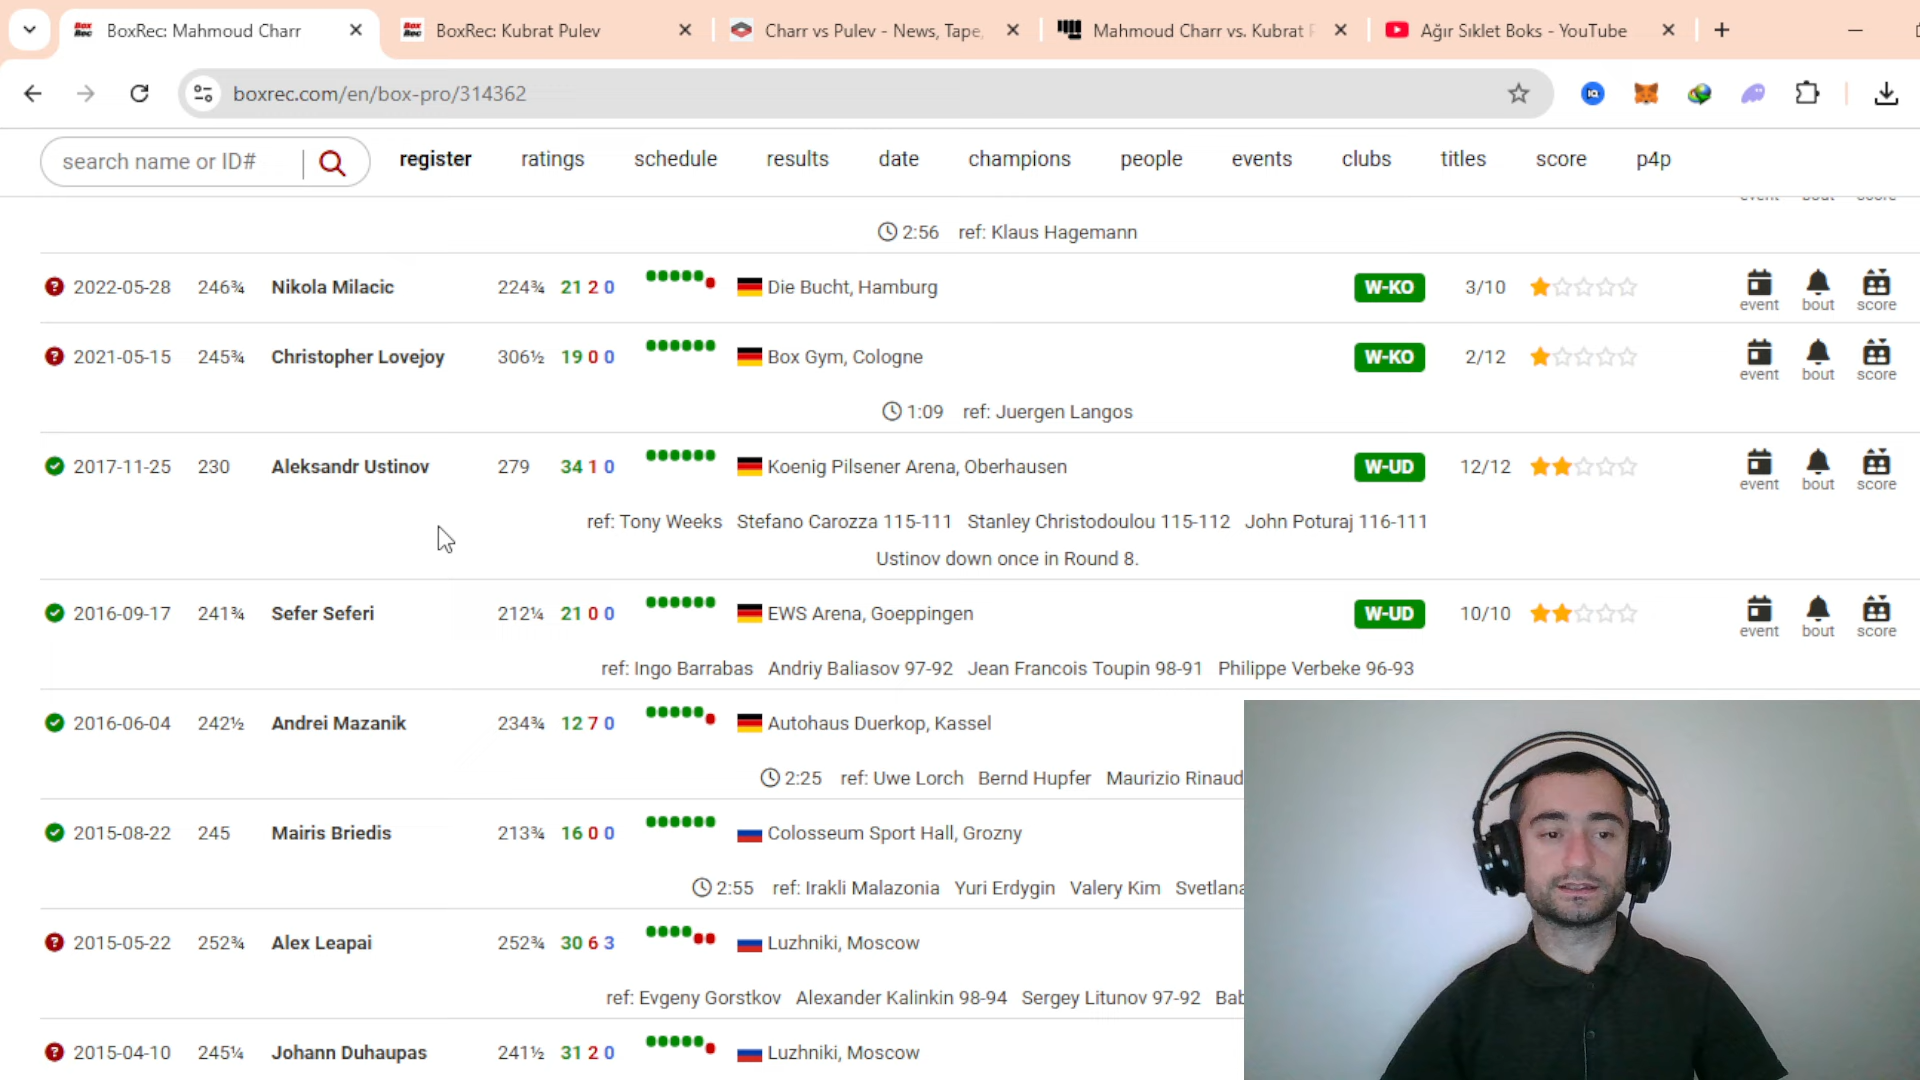 BoxRec: Mahmoud Charr
BoxRec: Kubrat Pulev
Charr vs Pulev - News, Tape,
Mahmoud Charr vs. Kubrat
Ağır Sıklet Boks - YouTube
boxrec.com/en/box-pro/314362
search name or ID#
register ratings schedule results date champions people events clubs titles score p4p
event bout score
2:56 ref: Klaus Hagemann
2022-05-28 246¾ Nikola Milacic 224¾ 21 2 0 Die Bucht, Hamburg W-KO 3/10
event bout score
2021-05-15 245¾ Christopher Lovejoy 306½ 19 0 0 Box Gym, Cologne W-KO 2/12
event bout score
1:09 ref: Juergen Langos
2017-11-25 230 Aleksandr Ustinov 279 34 1 0 Koenig Pilsener Arena, Oberhausen W-UD 12/12
event bout score
ref: Tony Weeks Stefano Carozza 115-111 Stanley Christodoulou 115-112 John Poturaj 116-111
Ustinov down once in Round 8.
2016-09-17 241¾ Sefer Seferi 212¼ 21 0 0 EWS Arena, Goeppingen W-UD 10/10
event bout score
ref: Ingo Barrabas Andriy Baliasov 97-92 Jean Francois Toupin 98-91 Philippe Verbeke 96-93
2016-06-04 242½ Andrei Mazanik 234¾ 12 7 0 Autohaus Duerkop, Kassel
2:25 ref: Uwe Lorch Bernd Hupfer Maurizio Rinaud
2015-08-22 245 Mairis Briedis 213¾ 16 0 0 Colosseum Sport Hall, Grozny
2:55 ref: Irakli Malazonia Yuri Erdygin Valery Kim Svetlana
2015-05-22 252¾ Alex Leapai 252¾ 30 6 3 Luzhniki, Moscow
ref: Evgeny Gorstkov Alexander Kalinkin 98-94 Sergey Litunov 97-92 Bab
2015-04-10 245¼ Johann Duhaupas 241½ 31 2 0 Luzhniki, Moscow